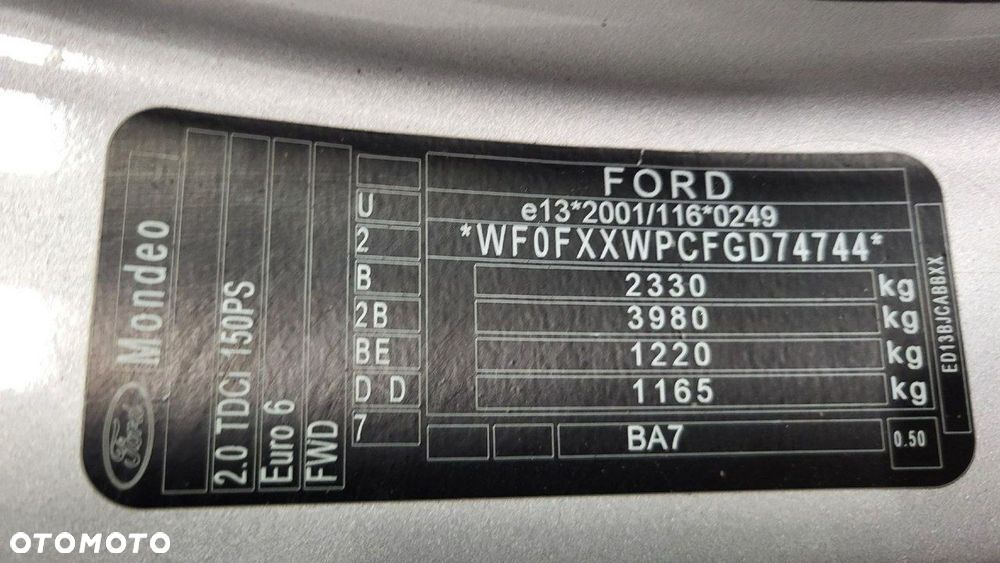 Ford
Mondeo
2.0 TDCi 150PS
Euro 6
FWD
U
2
B
2B
BE
D D
7
FORD
e13*2001/116*0249
*WF0FXXWPCFGD74744*
2330 kg
3980 kg
1220 kg
1165 kg
BA7
0.50
ED13BJCABBXX
OTOMOTO